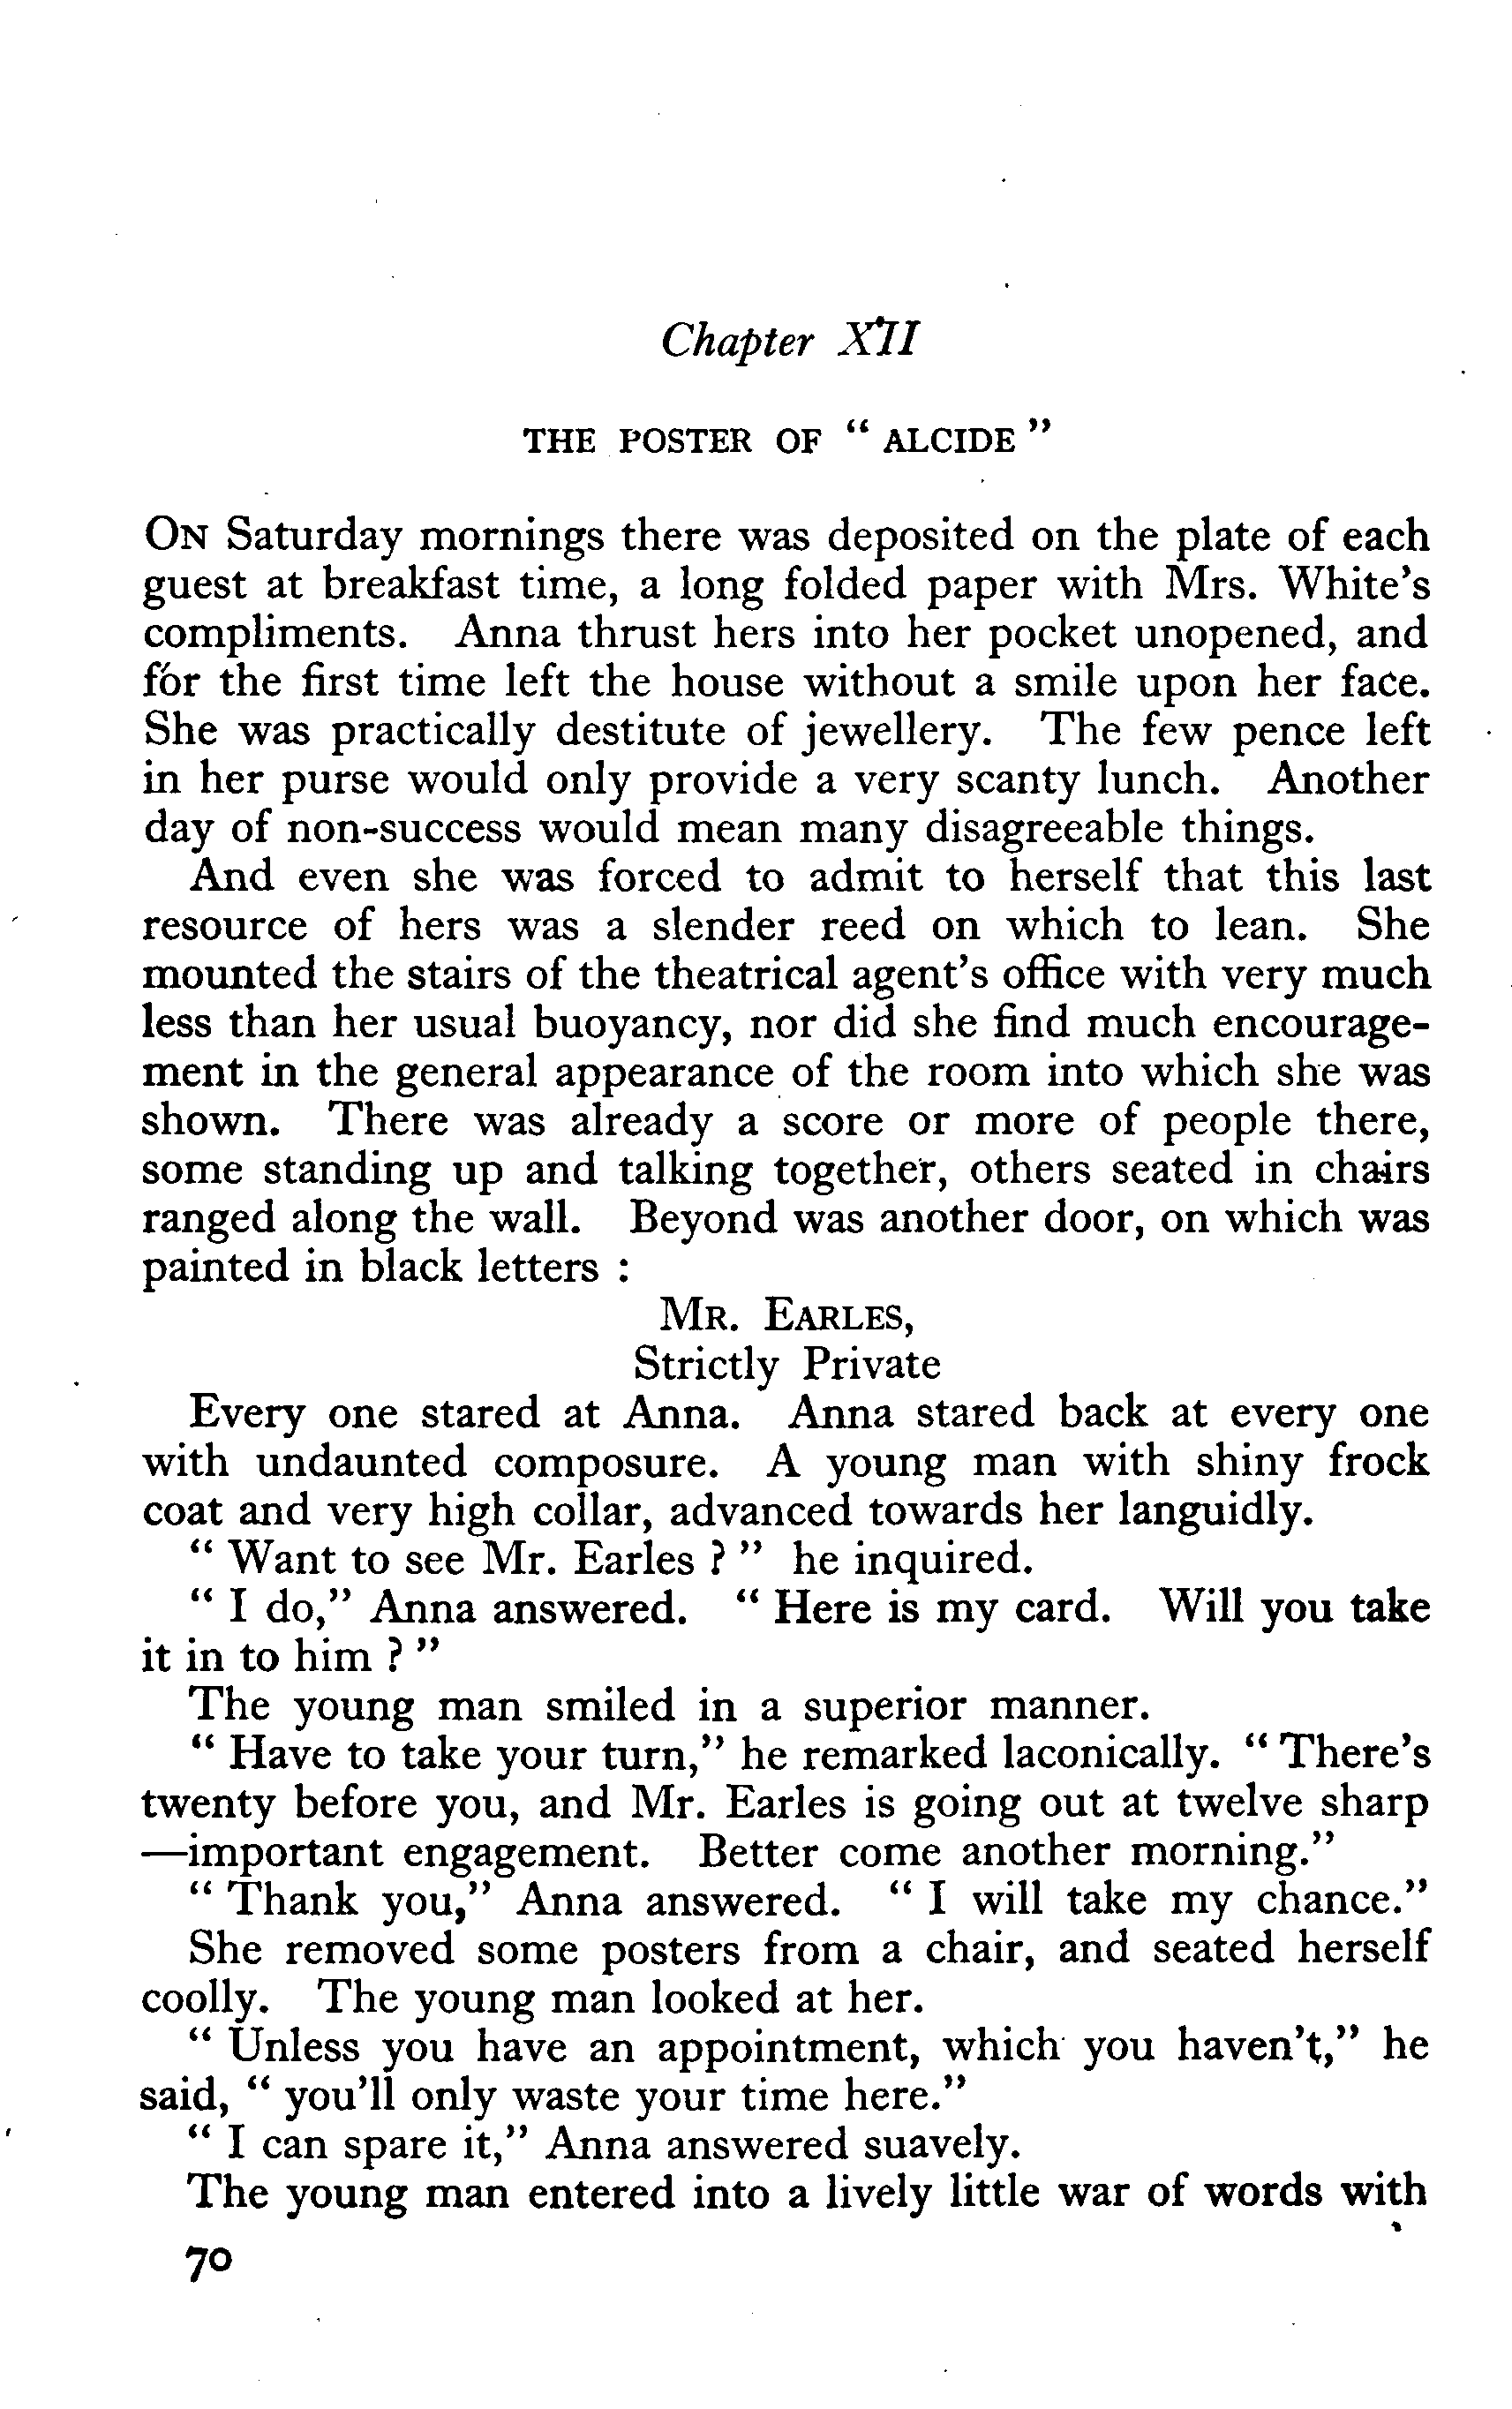 Chapter XII
THE POSTER OF " ALCIDE "
ON Saturday mornings there was deposited on the plate of each
guest at breakfast time, a long folded paper with Mrs. White's
compliments. Anna thrust hers into her pocket unopened, and
for the first time left the house without a smile upon her face.
She was practically destitute of jewellery. The few pence left
in her purse would only provide a very scanty lunch. Another
day of non-success would mean many disagreeable things.
And even she was forced to admit to herself that this last
resource of hers was a slender reed on which to lean. She
mounted the stairs of the theatrical agent's office with very much
less than her usual buoyancy, nor did she find much encourage-
ment in the general appearance of the room into which she was
shown. There was already a score or more of people there,
some standing up and talking together, others seated in chairs
ranged along the wall. Beyond was another door, on which was
painted in black letters :
MR. EARLES,
Strictly Private
Every one stared at Anna. Anna stared back at every one
with undaunted composure. A young man with shiny frock
coat and very high collar, advanced towards her languidly.
" Want to see Mr. Earles ? " he inquired.
" I do," Anna answered. " Here is my card. Will you take
it in to him ? "
The young man smiled in a superior manner.
" Have to take your turn," he remarked laconically. " There's
twenty before you, and Mr. Earles is going out at twelve sharp
—important engagement. Better come another morning."
" Thank you," Anna answered. " I will take my chance."
She removed some posters from a chair, and seated herself
coolly. The young man looked at her.
" Unless you have an appointment, which you haven't," he
said, " you'll only waste your time here."
" I can spare it," Anna answered suavely.
The young man entered into a lively little war of words with
70